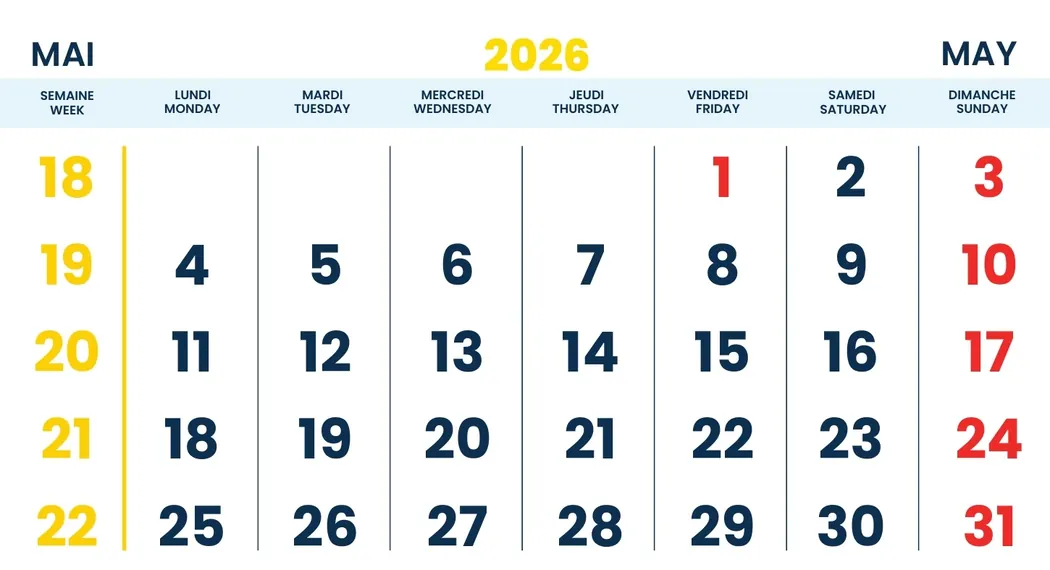 MAI 2026 MAY
SEMAINE LUNDI MARDI MERCREDI JEUDI VENDREDI SAMEDI DIMANCHE
WEEK MONDAY TUESDAY WEDNESDAY THURSDAY FRIDAY SATURDAY SUNDAY
18 1 2 3
19 4 5 6 7 8 9 10
20 11 12 13 14 15 16 17
21 18 19 20 21 22 23 24
22 25 26 27 28 29 30 31